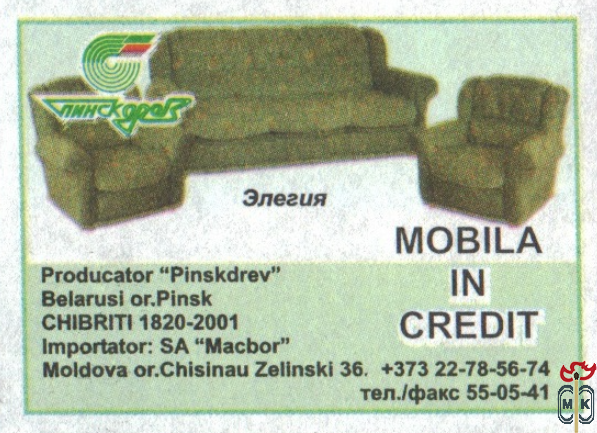 ПИНСКДРЕВ
Элегия
MOBILA
IN
CREDIT
Producator “Pinskdrev”
Belarusi or.Pinsk
CHIBRITI 1820-2001
Importator: SA “Macbor”
Moldova or.Chisinau Zelinski 36. +373 22-78-56-74
тел./факс 55-05-41
МК